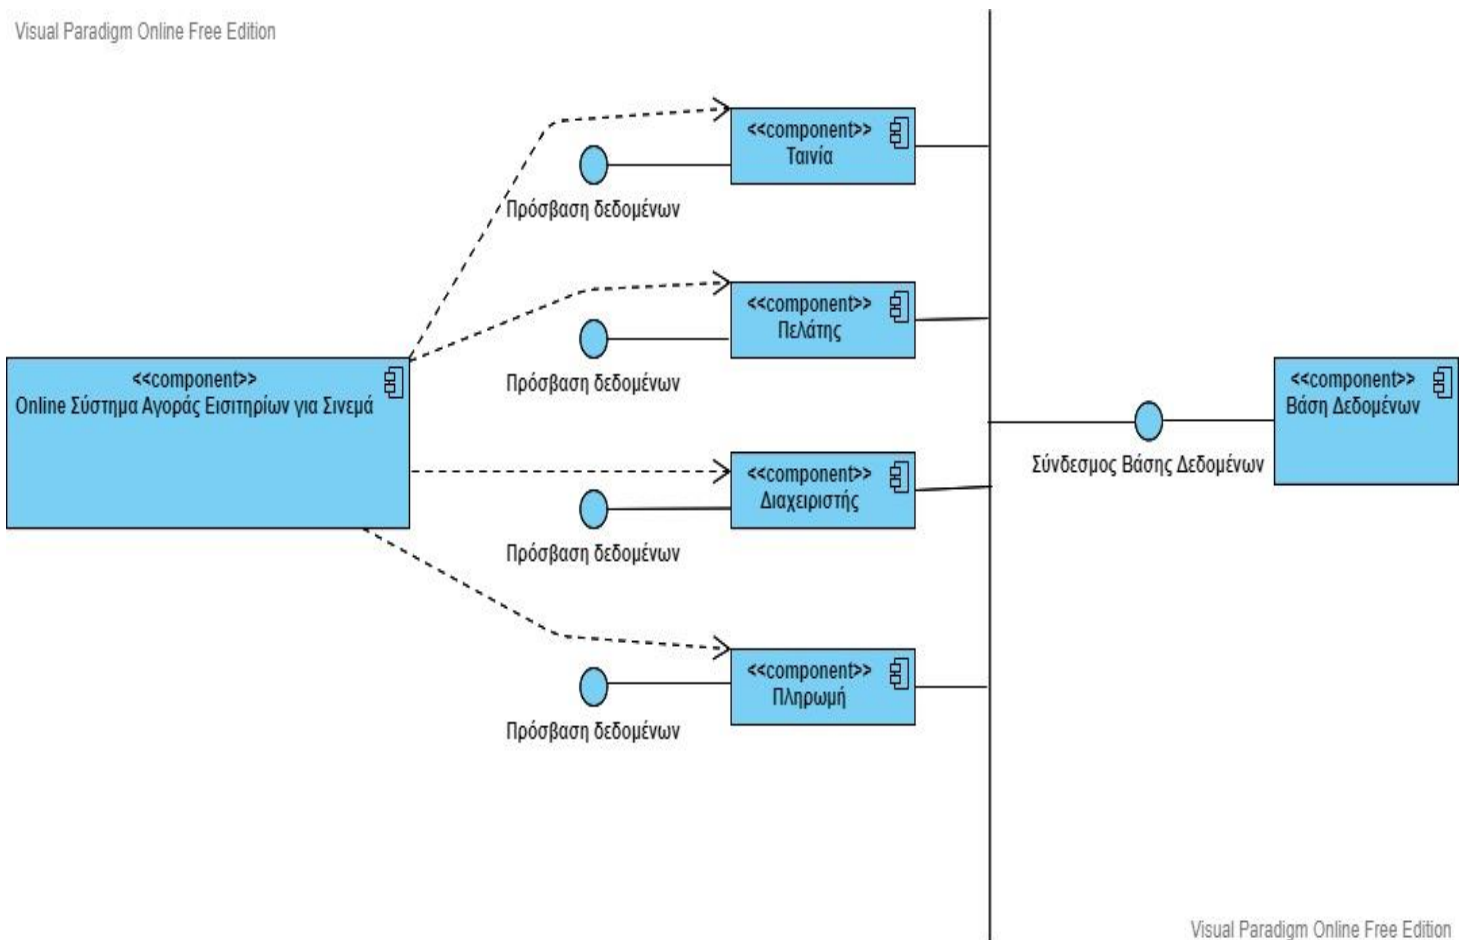 Visual Paradigm Online Free Edition
<<component>>
Ταινία
Πρόσβαση δεδομένων
<<component>>
Πελάτης
Πρόσβαση δεδομένων
<<component>>
Online Σύστημα Αγοράς Εισιτηρίων για Σινεμά
<<component>>
Βάση Δεδομένων
Σύνδεσμος Βάσης Δεδομένων
<<component>>
Διαχειριστής
Πρόσβαση δεδομένων
<<component>>
Πληρωμή
Πρόσβαση δεδομένων
Visual Paradigm Online Free Edition